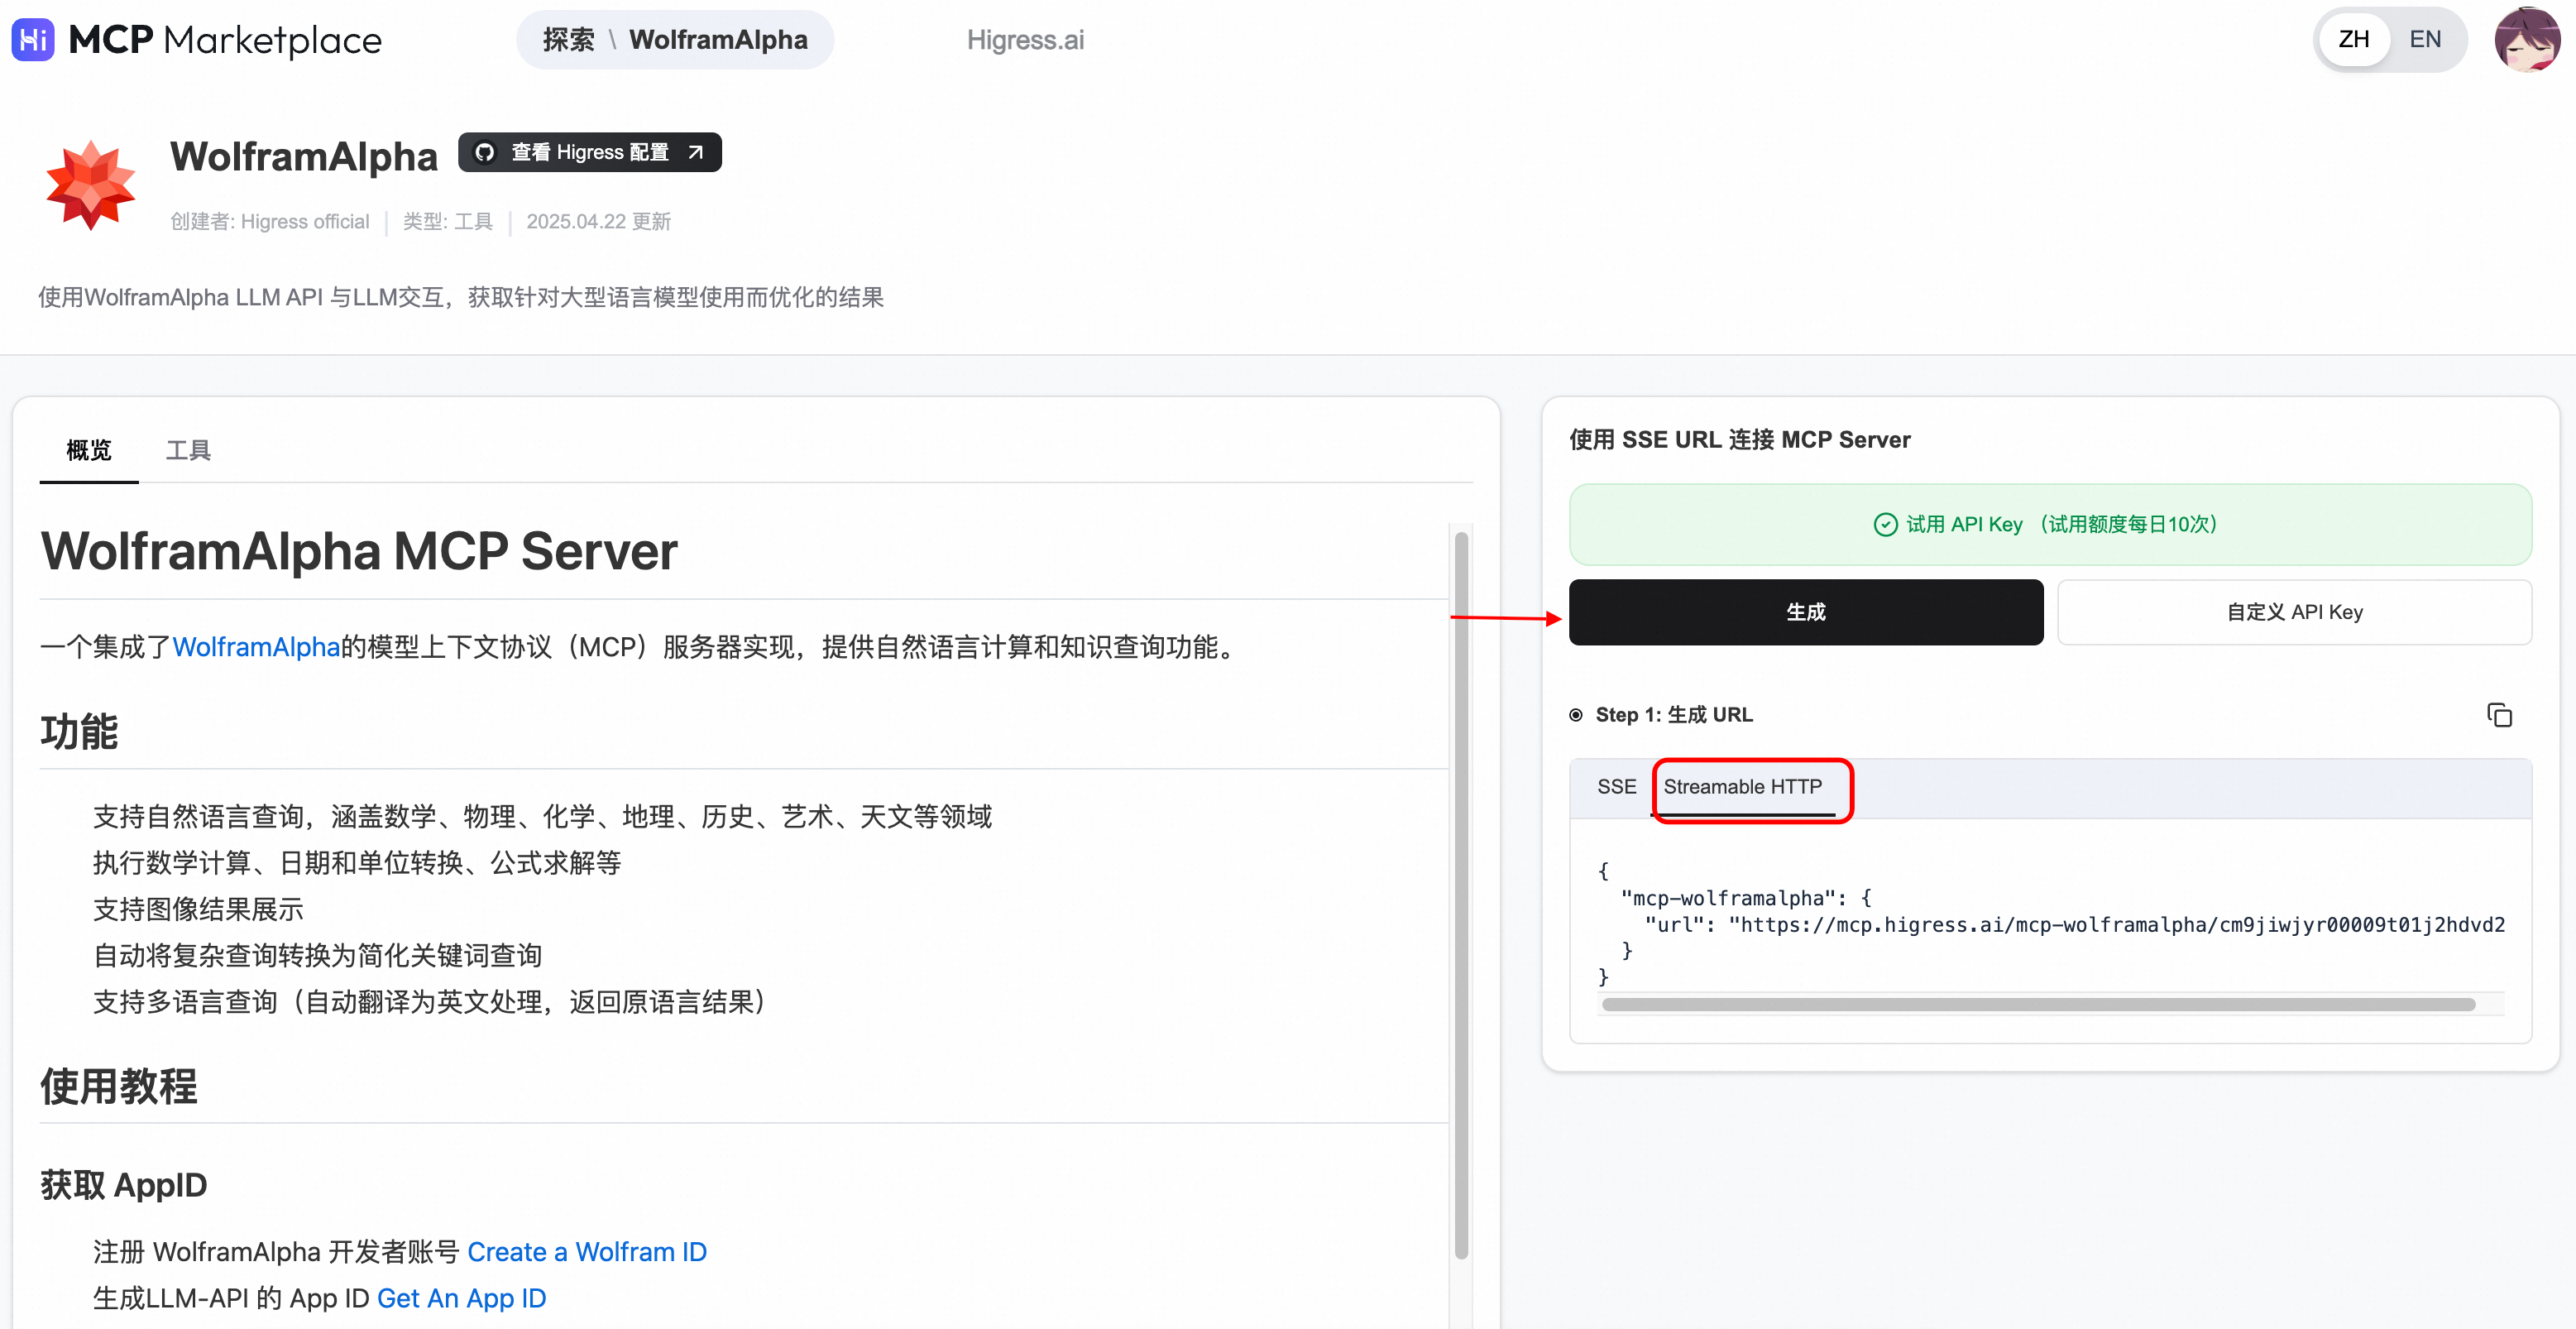 Hi MCP Marketplace
探索 \ WolframAlpha
Higress.ai
ZH EN
WolframAlpha
查看 Higress 配置
创建者: Higress official | 类型: 工具 | 2025.04.22 更新
使用WolframAlpha LLM API 与LLM交互，获取针对大型语言模型使用而优化的结果
概览 工具
WolframAlpha MCP Server
一个集成了WolframAlpha的模型上下文协议（MCP）服务器实现，提供自然语言计算和知识查询功能。
功能
支持自然语言查询，涵盖数学、物理、化学、地理、历史、艺术、天文等领域
执行数学计算、日期和单位转换、公式求解等
支持图像结果展示
自动将复杂查询转换为简化关键词查询
支持多语言查询（自动翻译为英文处理，返回原语言结果）
使用教程
获取 AppID
注册 WolframAlpha 开发者账号 Create a Wolfram ID
生成LLM-API 的 App ID Get An App ID
使用 SSE URL 连接 MCP Server
试用 API Key （试用额度每日10次）
生成
自定义 API Key
Step 1: 生成 URL
SSE Streamable HTTP
{
"mcp-wolframalpha": {
"url": "https://mcp.higress.ai/mcp-wolframalpha/cm9jiwjyr00009t01j2hdvd2
}
}